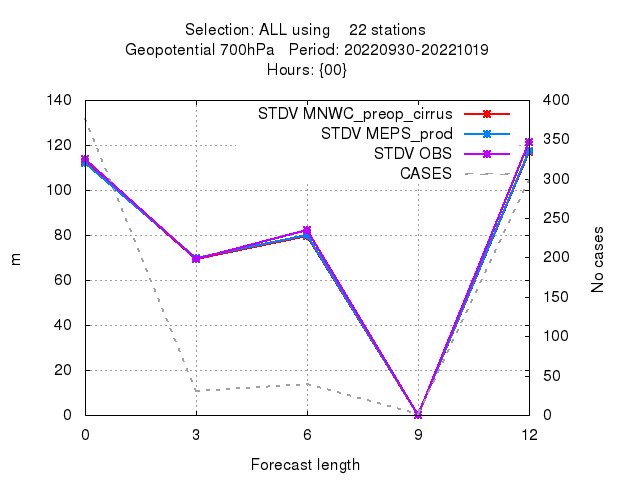 Selection: ALL using    22 stations
Geopotential 700hPa   Period: 20220930-20221019
Hours: {00}
140 400
STDV MNWC_preop_cirrus
STDV MEPS_prod
STDV OBS
CASES
120 350
100 300
80 250
60 200
40 150
20 100
0 50
0
m
No cases
0 3 6 9 12
Forecast length